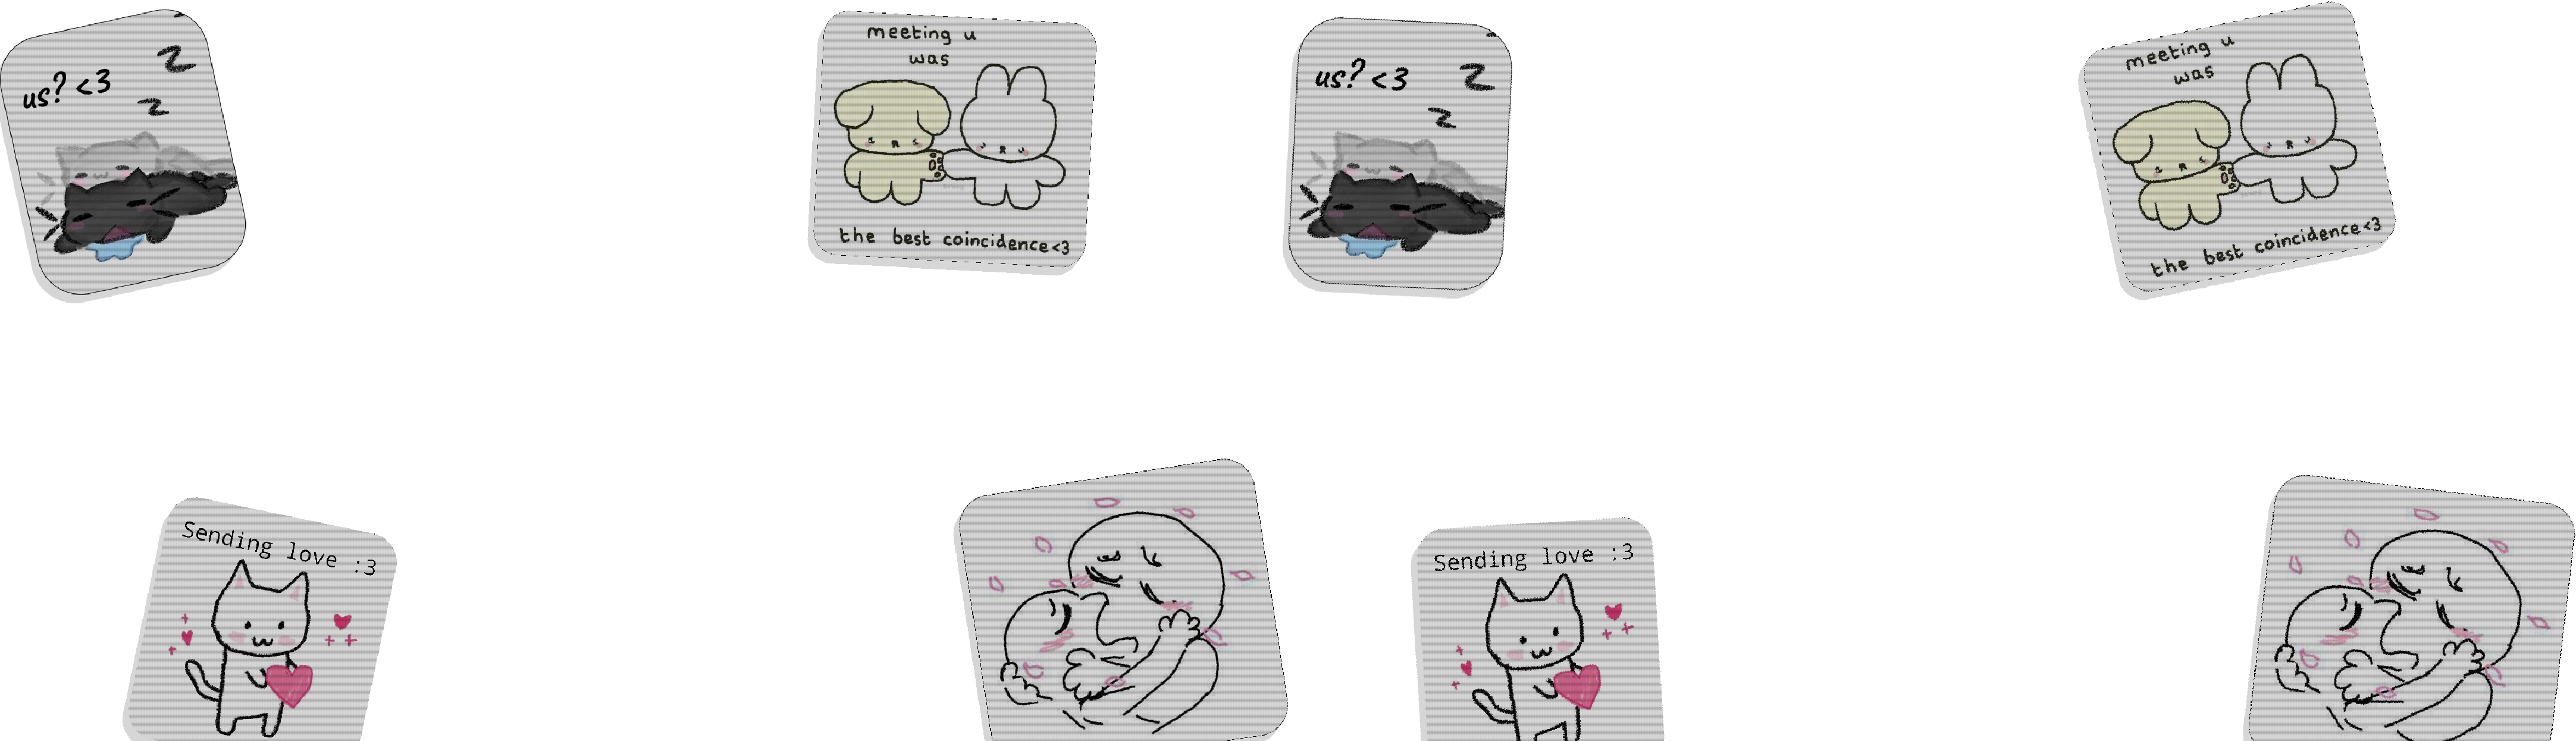 us? <3
z
z
meeting u
was
the best coincidence<3
us? <3
z
z
meeting u
was
the best coincidence<3
Sending love :3
Sending love :3